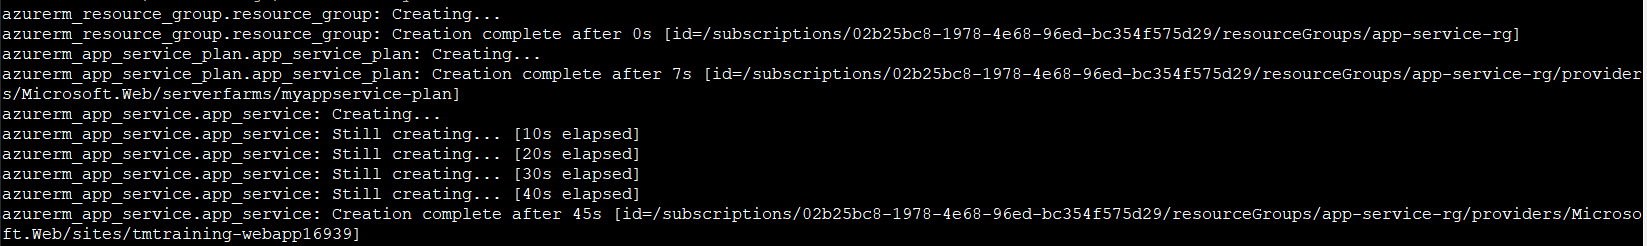 azurerm_resource_group.resource_group: Creating...
azurerm_resource_group.resource_group: Creation complete after 0s [id=/subscriptions/02b25bc8-1978-4e68-96ed-bc354f575d29/resourceGroups/app-service-rg]
azurerm_app_service_plan.app_service_plan: Creating...
azurerm_app_service_plan.app_service_plan: Creation complete after 7s [id=/subscriptions/02b25bc8-1978-4e68-96ed-bc354f575d29/resourceGroups/app-service-rg/provider
s/Microsoft.Web/serverfarms/myappservice-plan]
azurerm_app_service.app_service: Creating...
azurerm_app_service.app_service: Still creating... [10s elapsed]
azurerm_app_service.app_service: Still creating... [20s elapsed]
azurerm_app_service.app_service: Still creating... [30s elapsed]
azurerm_app_service.app_service: Still creating... [40s elapsed]
azurerm_app_service.app_service: Creation complete after 45s [id=/subscriptions/02b25bc8-1978-4e68-96ed-bc354f575d29/resourceGroups/app-service-rg/providers/Microso
ft.Web/sites/tmtraining-webapp16939]